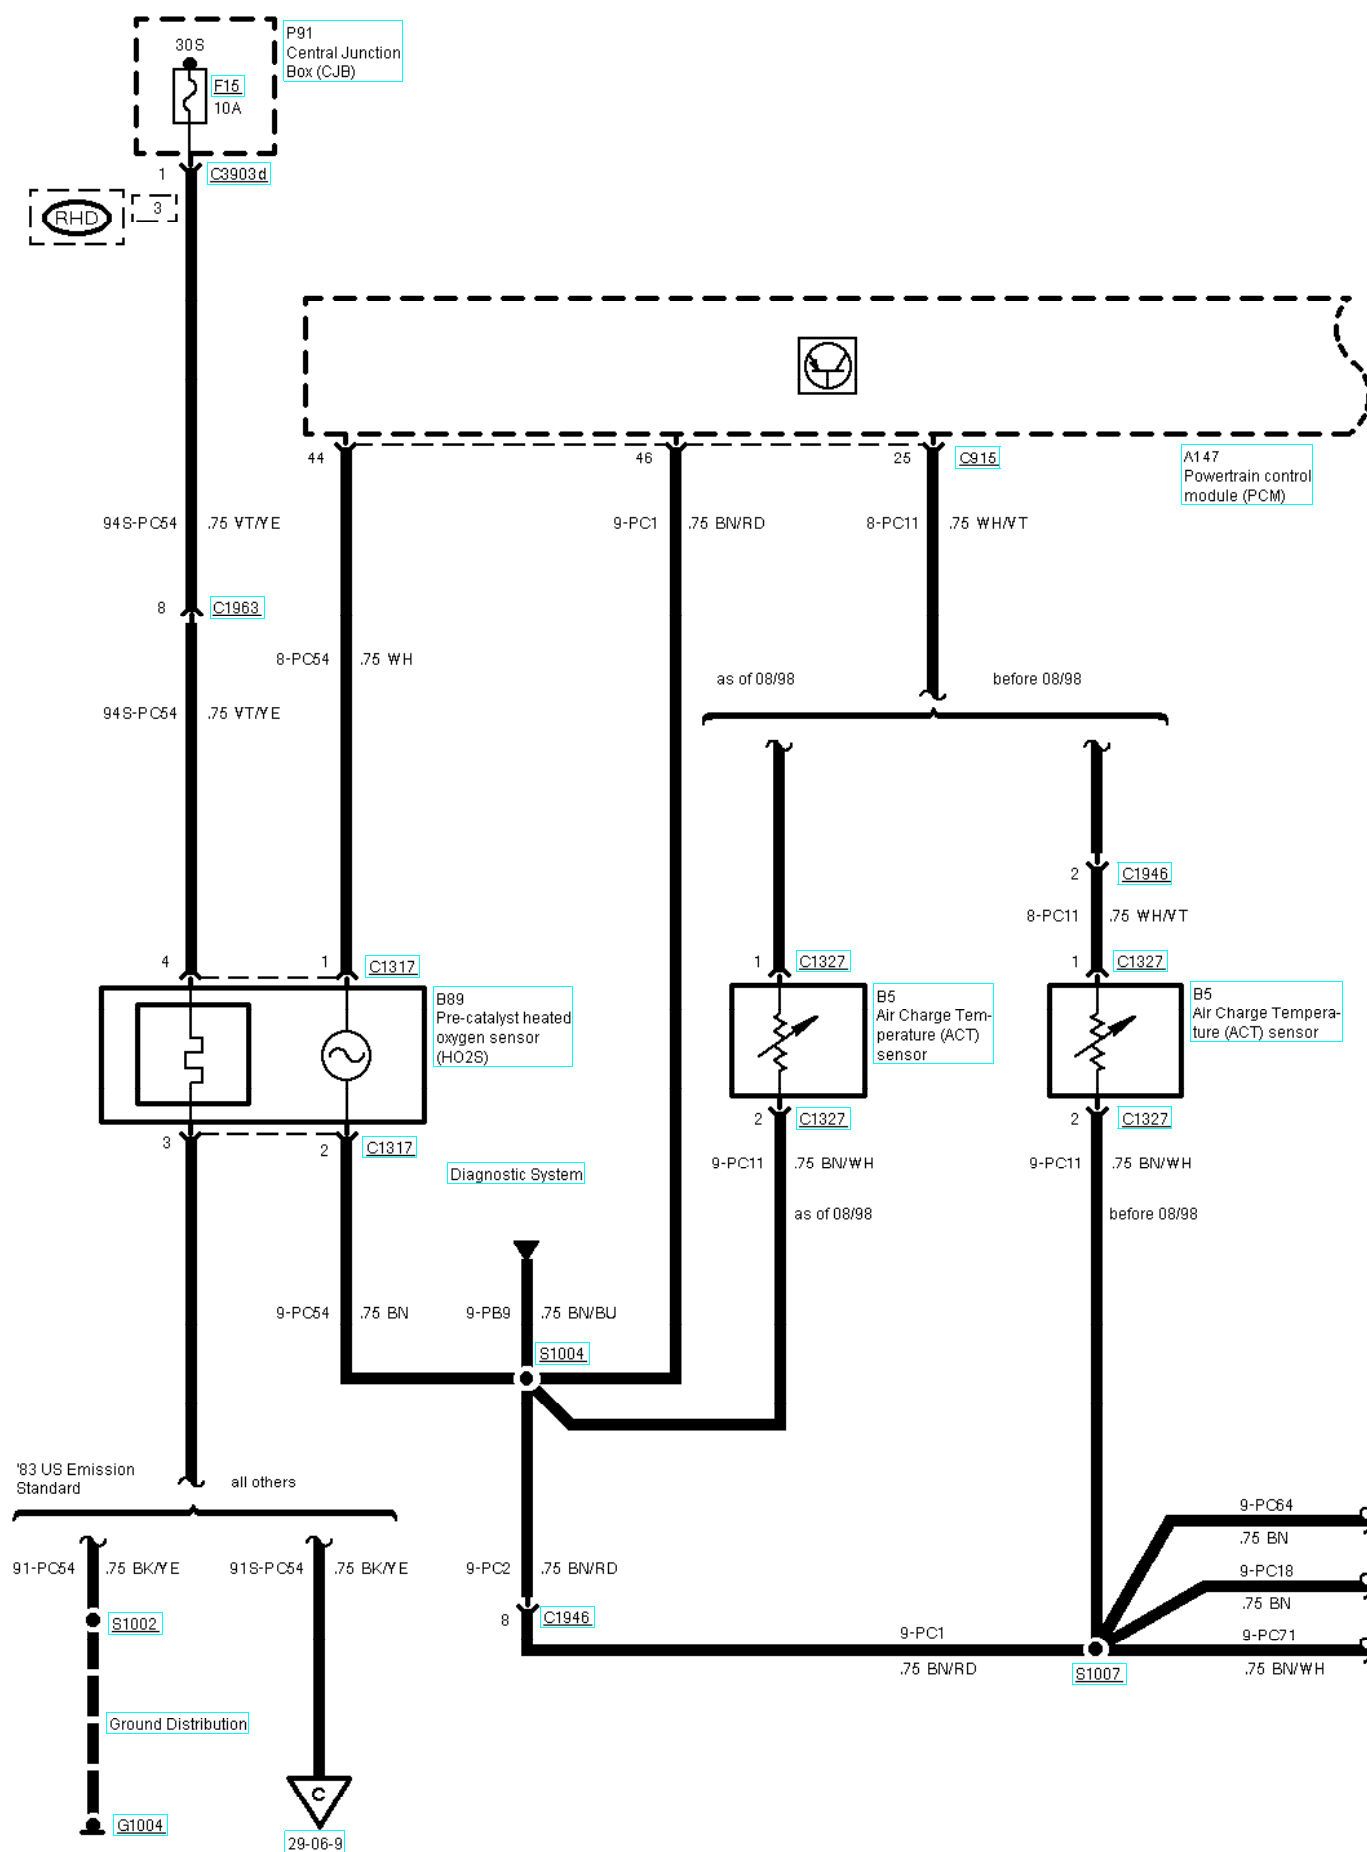 P91
Central Junction
Box (CJB)
30S
F15
10A
1
C3903d
RHD
3
44
46
25
C915
A147
Powertrain control
module (PCM)
94S-PC54
.75 VT/YE
9-PC1
.75 BN/RD
8-PC11
.75 WH/VT
8
C1963
8-PC54
.75 WH
as of 08/98
before 08/98
94S-PC54
.75 VT/YE
2
C1946
8-PC11
.75 WH/VT
4
1
C1317
1
C1327
1
C1327
B89
Pre-catalyst heated
oxygen sensor
(HO2S)
B5
Air Charge Tem-
perature (ACT)
sensor
B5
Air Charge Tempera-
ture (ACT) sensor
3
2
C1317
2
C1327
2
C1327
Diagnostic System
9-PC11
.75 BN/WH
9-PC11
.75 BN/WH
as of 08/98
before 08/98
9-PC54
.75 BN
9-PB9
.75 BN/BU
S1004
'83 US Emission
Standard
all others
9-PC64
.75 BN
91-PC54
.75 BK/YE
91S-PC54
.75 BK/YE
9-PC2
.75 BN/RD
9-PC18
.75 BN
S1002
8
C1946
9-PC1
.75 BN/RD
9-PC71
.75 BN/WH
S1007
Ground Distribution
C
G1004
29-06-9